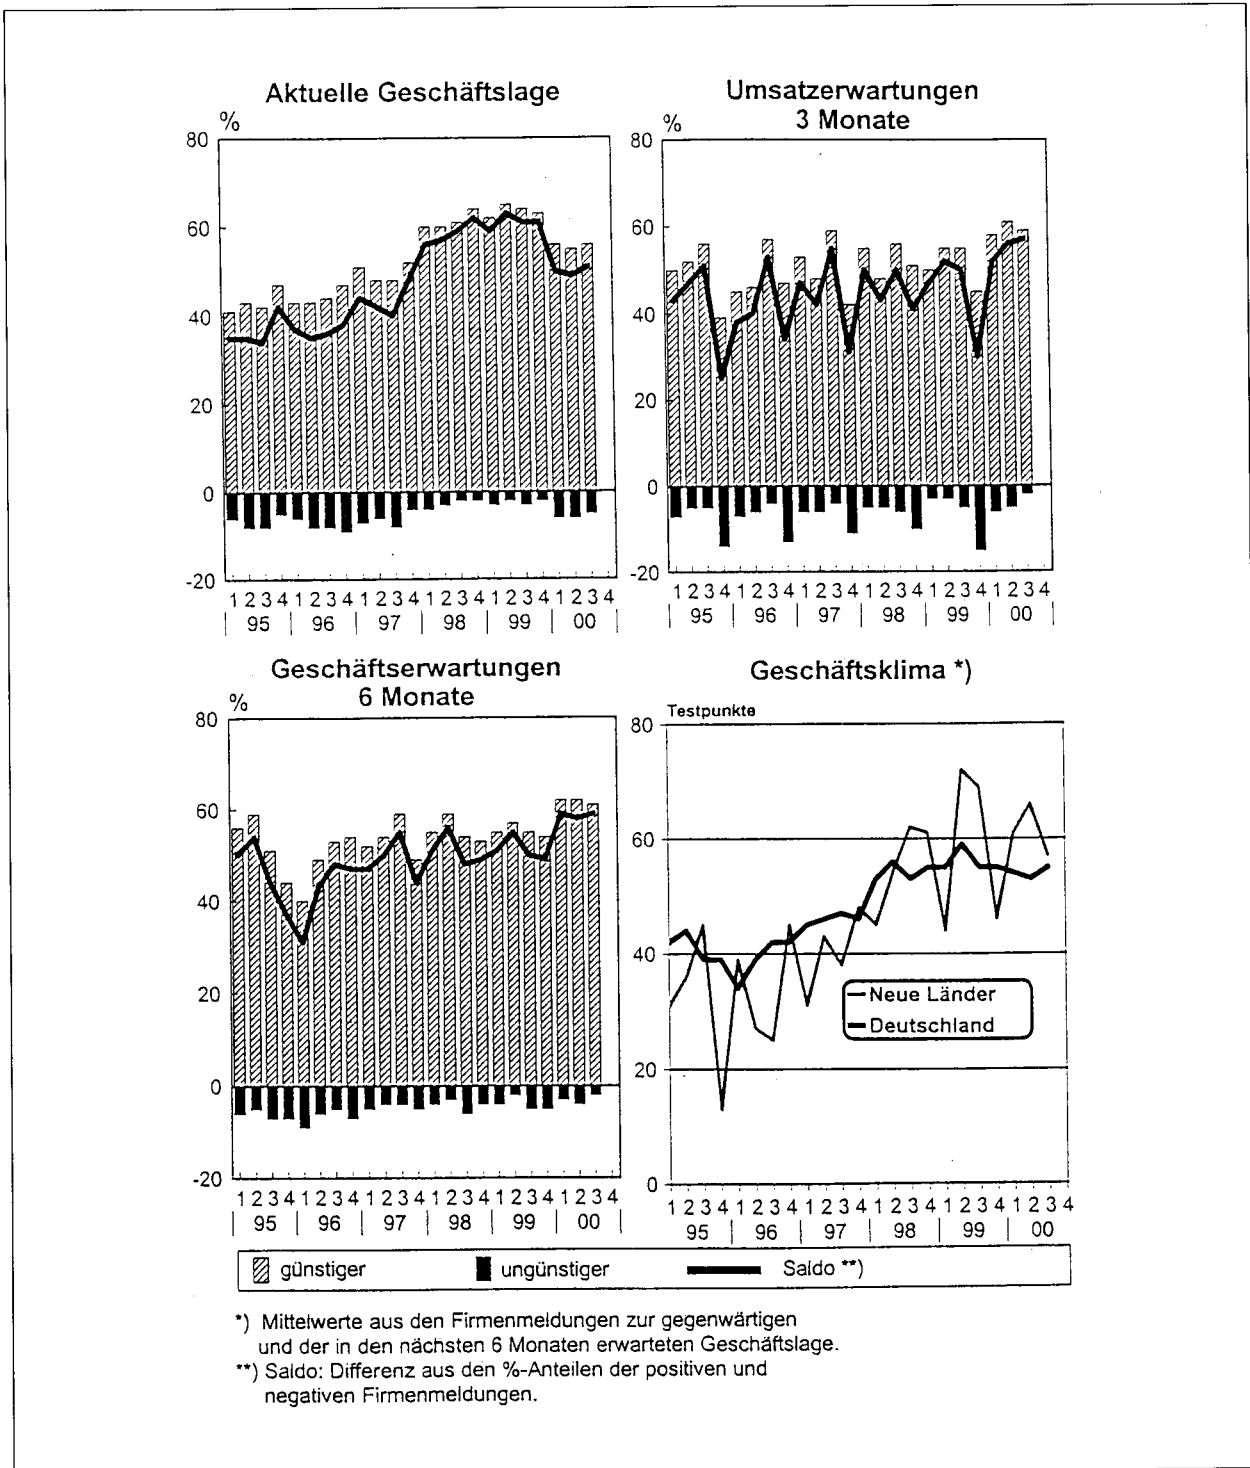 Aktuelle Geschäftslage
%
80
60
40
20
0
-20
1 2 3 4 1 2 3 4 1 2 3 4 1 2 3 4 1 2 3 4 1 2 3 4
| 95 | 96 | 97 | 98 | 99 | 00 |
Umsatzerwartungen
3 Monate
%
80
60
40
20
0
-20
1 2 3 4 1 2 3 4 1 2 3 4 1 2 3 4 1 2 3 4 1 2 3 4
| 95 | 96 | 97 | 98 | 99 | 00 |
Geschäftserwartungen
6 Monate
%
80
60
40
20
0
-20
1 2 3 4 1 2 3 4 1 2 3 4 1 2 3 4 1 2 3 4 1 2 3 4
| 95 | 96 | 97 | 98 | 99 | 00 |
Geschäftsklima *)
Testpunkte
80
60
40
20
0
Neue Länder
Deutschland
1 2 3 4 1 2 3 4 1 2 3 4 1 2 3 4 1 2 3 4 1 2 3 4
95 | 96 | 97 | 98 | 99 | 00
günstiger ungünstiger Saldo **)
*) Mittelwerte aus den Firmenmeldungen zur gegenwärtigen
und der in den nächsten 6 Monaten erwarteten Geschäftslage.
**) Saldo: Differenz aus den %-Anteilen der positiven und
negativen Firmenmeldungen.